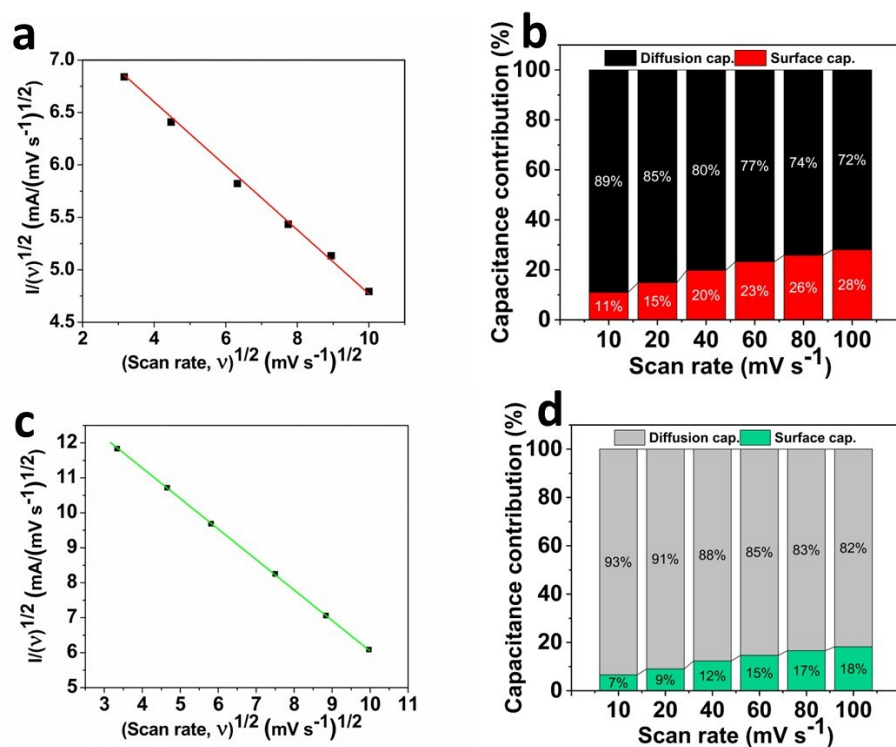 a
I/(ν)1/2 (mA/(mV s-1)1/2)
7.0
6.5
6.0
5.5
5.0
4.5
2 4 6 8 10
(Scan rate, ν)1/2 (mV s-1)1/2
b
Capacitance contribution (%)
Diffusion cap. Surface cap.
100
80
60
40
20
0
89% 85% 80% 77% 74% 72%
11% 15% 20% 23% 26% 28%
10 20 40 60 80 100
Scan rate (mV s-1)
c
I/(ν)1/2 (mA/(mV s-1)1/2)
12
11
10
9
8
7
6
5
3 4 5 6 7 8 9 10 11
(Scan rate, ν)1/2 (mV s-1)1/2
d
Capacitance contribution (%)
Diffusion cap. Surface cap.
100
80
60
40
20
0
93% 91% 88% 85% 83% 82%
7% 9% 12% 15% 17% 18%
10 20 40 60 80 100
Scan rate (mV s-1)